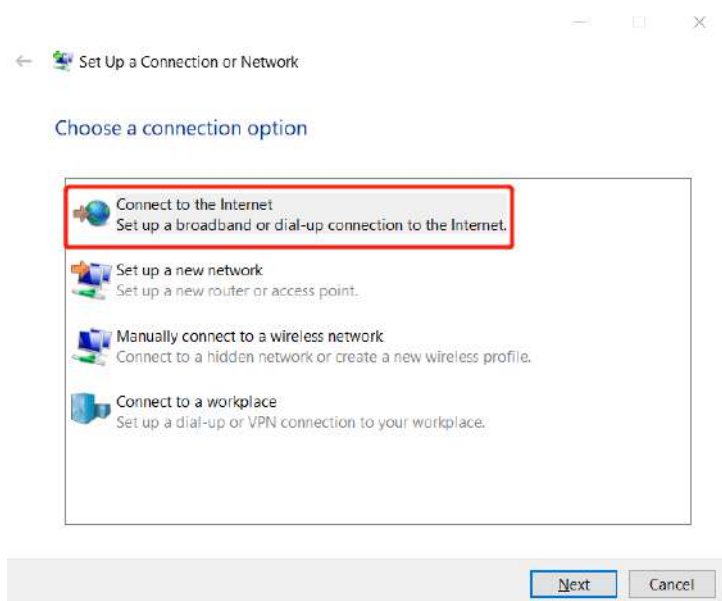 Set Up a Connection or Network
Choose a connection option
Connect to the Internet
Set up a broadband or dial-up connection to the Internet.
Set up a new network
Set up a new router or access point.
Manually connect to a wireless network
Connect to a hidden network or create a new wireless profile.
Connect to a workplace
Set up a dial-up or VPN connection to your workplace.
Next
Cancel